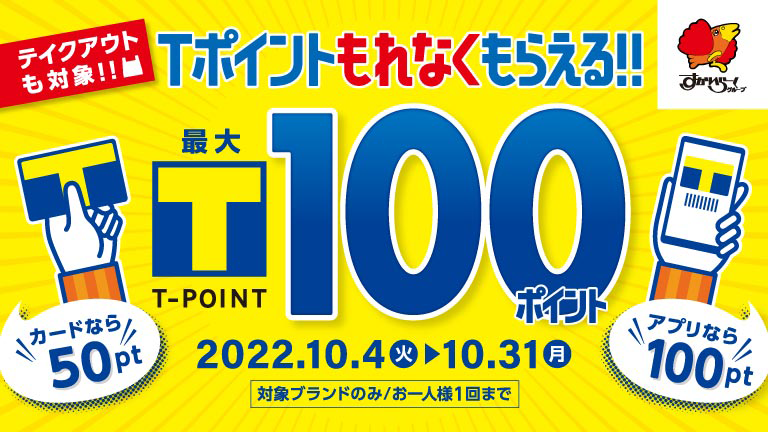 テイクアウト
も対象!!
Tポイントもれなくもらえる!!
すかいらーく
グループ
最大
T
T-POINT
100
ポイント
T
カードなら
50pt
T
アプリなら
100pt
2022.10.4(火)▶10.31(月)
対象ブランドのみ/お一人様1回まで